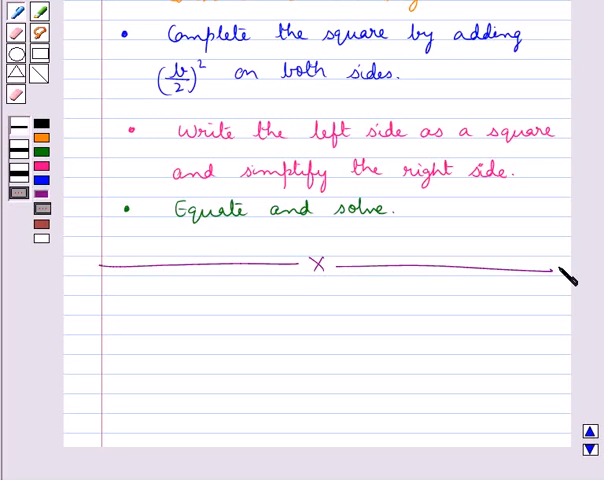 • Complete the square by adding
(b/2)² on both sides.
• Write the left side as a square
and simplify the right side.
• Equate and solve.
X